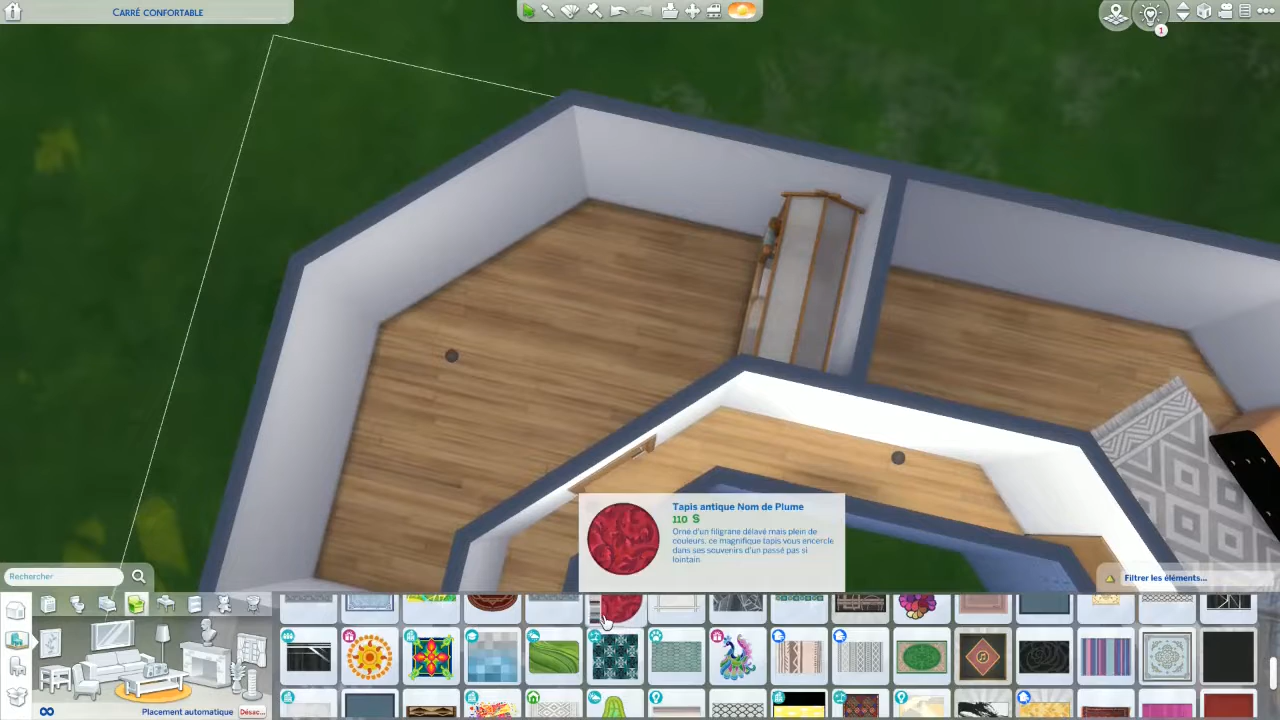 CARRÉ CONFORTABLE
1
Tapis antique Nom de Plume
110 §
Orné d'un filigrane délavé mais plein de
couleurs, ce magnifique tapis vous encercle
dans ses souvenirs d'un passé pas si
lointain.
Rechercher
Filtrer les éléments...
Placement automatique
Désac...